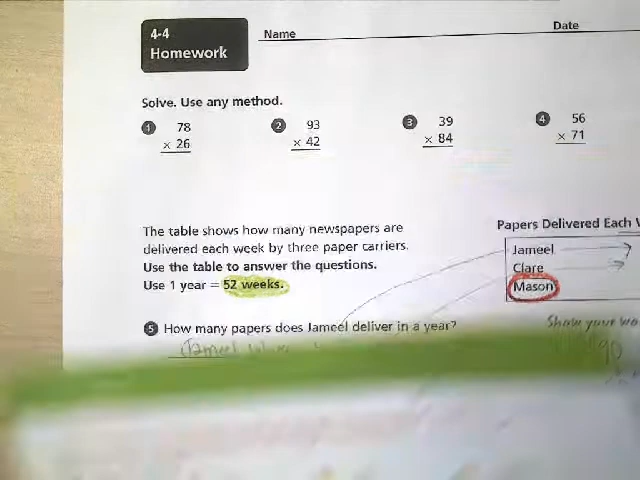 4-4
Homework
Name
Date
Solve. Use any method.
1 78
× 26
2 93
× 42
3 39
× 84
4 56
× 71
The table shows how many newspapers are
delivered each week by three paper carriers.
Use the table to answer the questions.
Use 1 year = 52 weeks.
Papers Delivered Each
Jameel
Clare
Mason
5 How many papers does Jameel deliver in a year?
Show your
Jameel